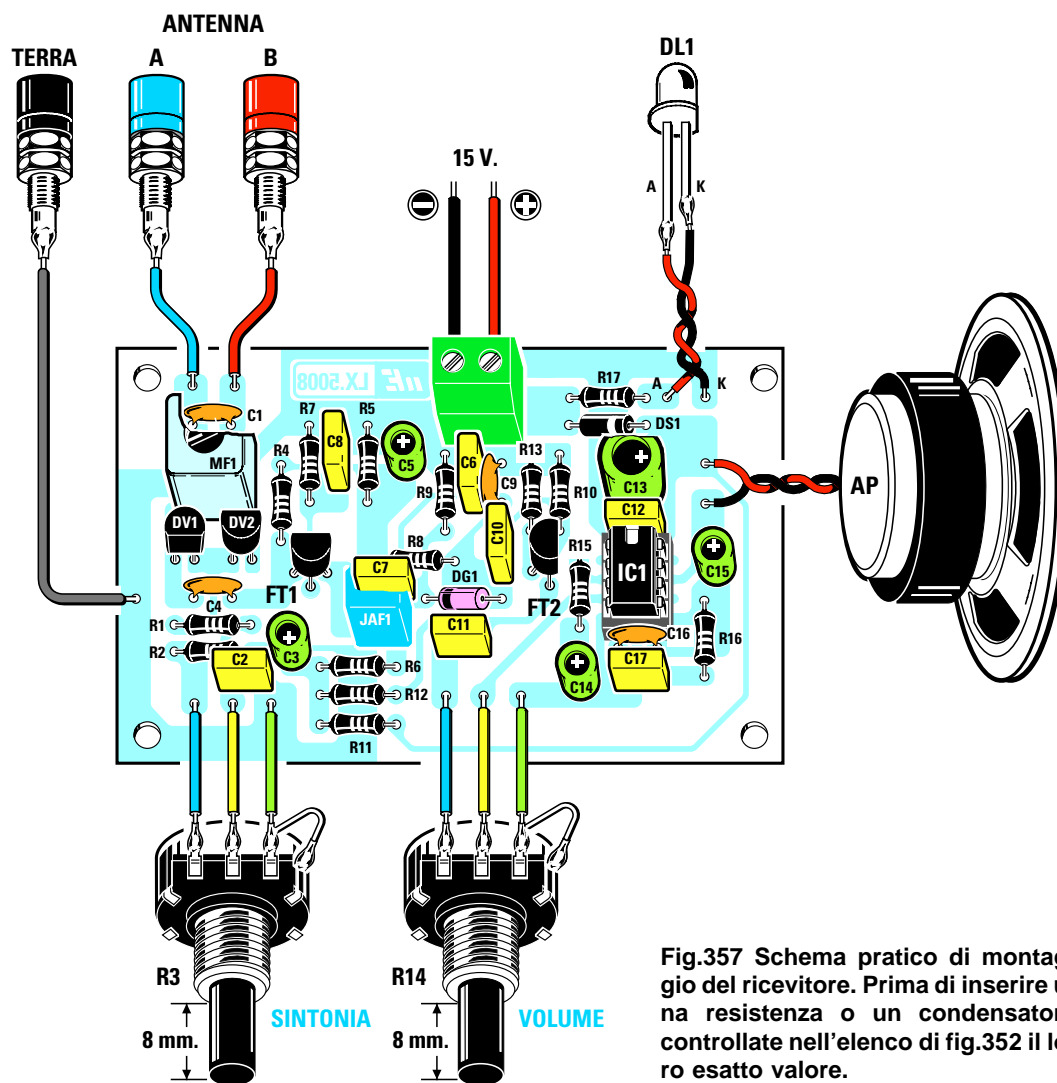 ANTENNA
TERRA
A
B
DL1
15 V.
A
K
LX.5008
R17
A
K
C1
R7
R5
DS1
MF1
R4
C8
C5
C6
R13
C13
AP
R9
C9
R10
C12
DV1
DV2
C10
R8
R15
IC1
C15
C7
DG1
FT1
FT2
C4
JAF1
R1
C11
C16
R16
R2
C2
C3
R6
C14
C17
R12
R11
R3
R14
SINTONIA
VOLUME
8 mm.
8 mm.
Fig.357 Schema pratico di montag
gio del ricevitore. Prima di inserire u
na resistenza o un condensator
controllate nell'elenco di fig.352 il lo
ro esatto valore.